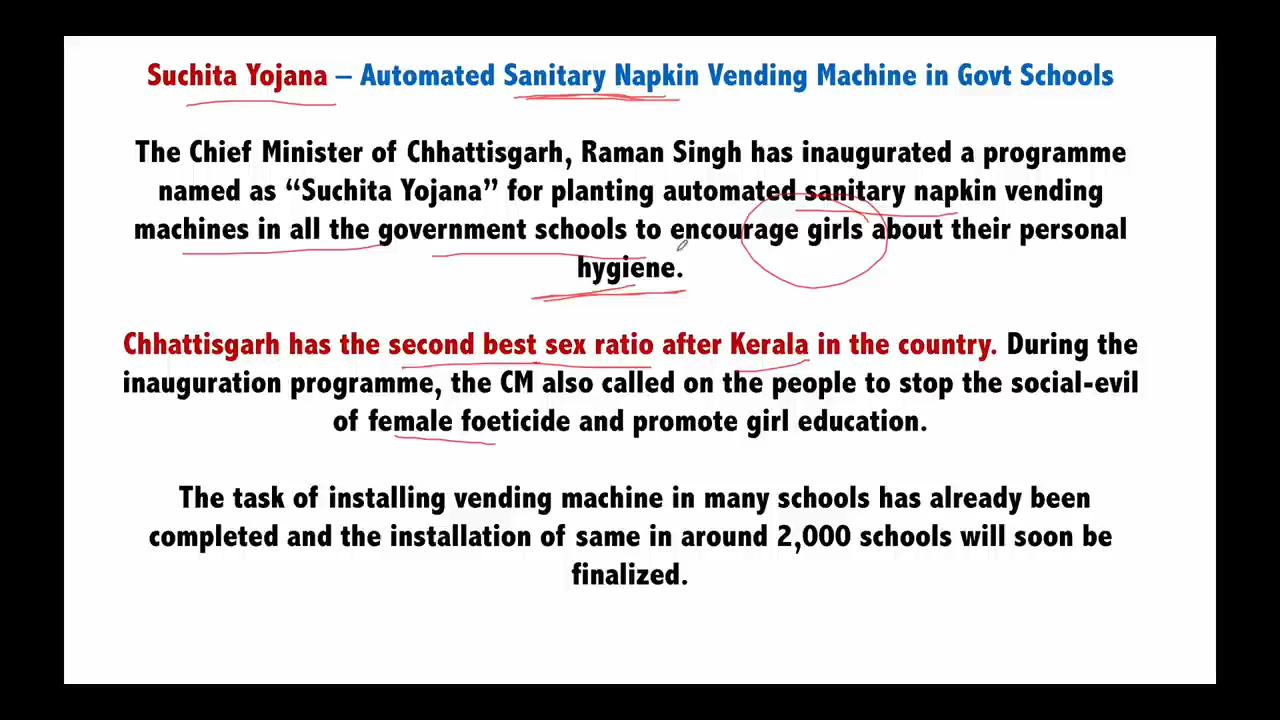 Suchita Yojana – Automated Sanitary Napkin Vending Machine in Govt Schools
The Chief Minister of Chhattisgarh, Raman Singh has inaugurated a programme
named as “Suchita Yojana” for planting automated sanitary napkin vending
machines in all the government schools to encourage girls about their personal
hygiene.
Chhattisgarh has the second best sex ratio after Kerala in the country. During the
inauguration programme, the CM also called on the people to stop the social-evil
of female foeticide and promote girl education.
The task of installing vending machine in many schools has already been
completed and the installation of same in around 2,000 schools will soon be
finalized.